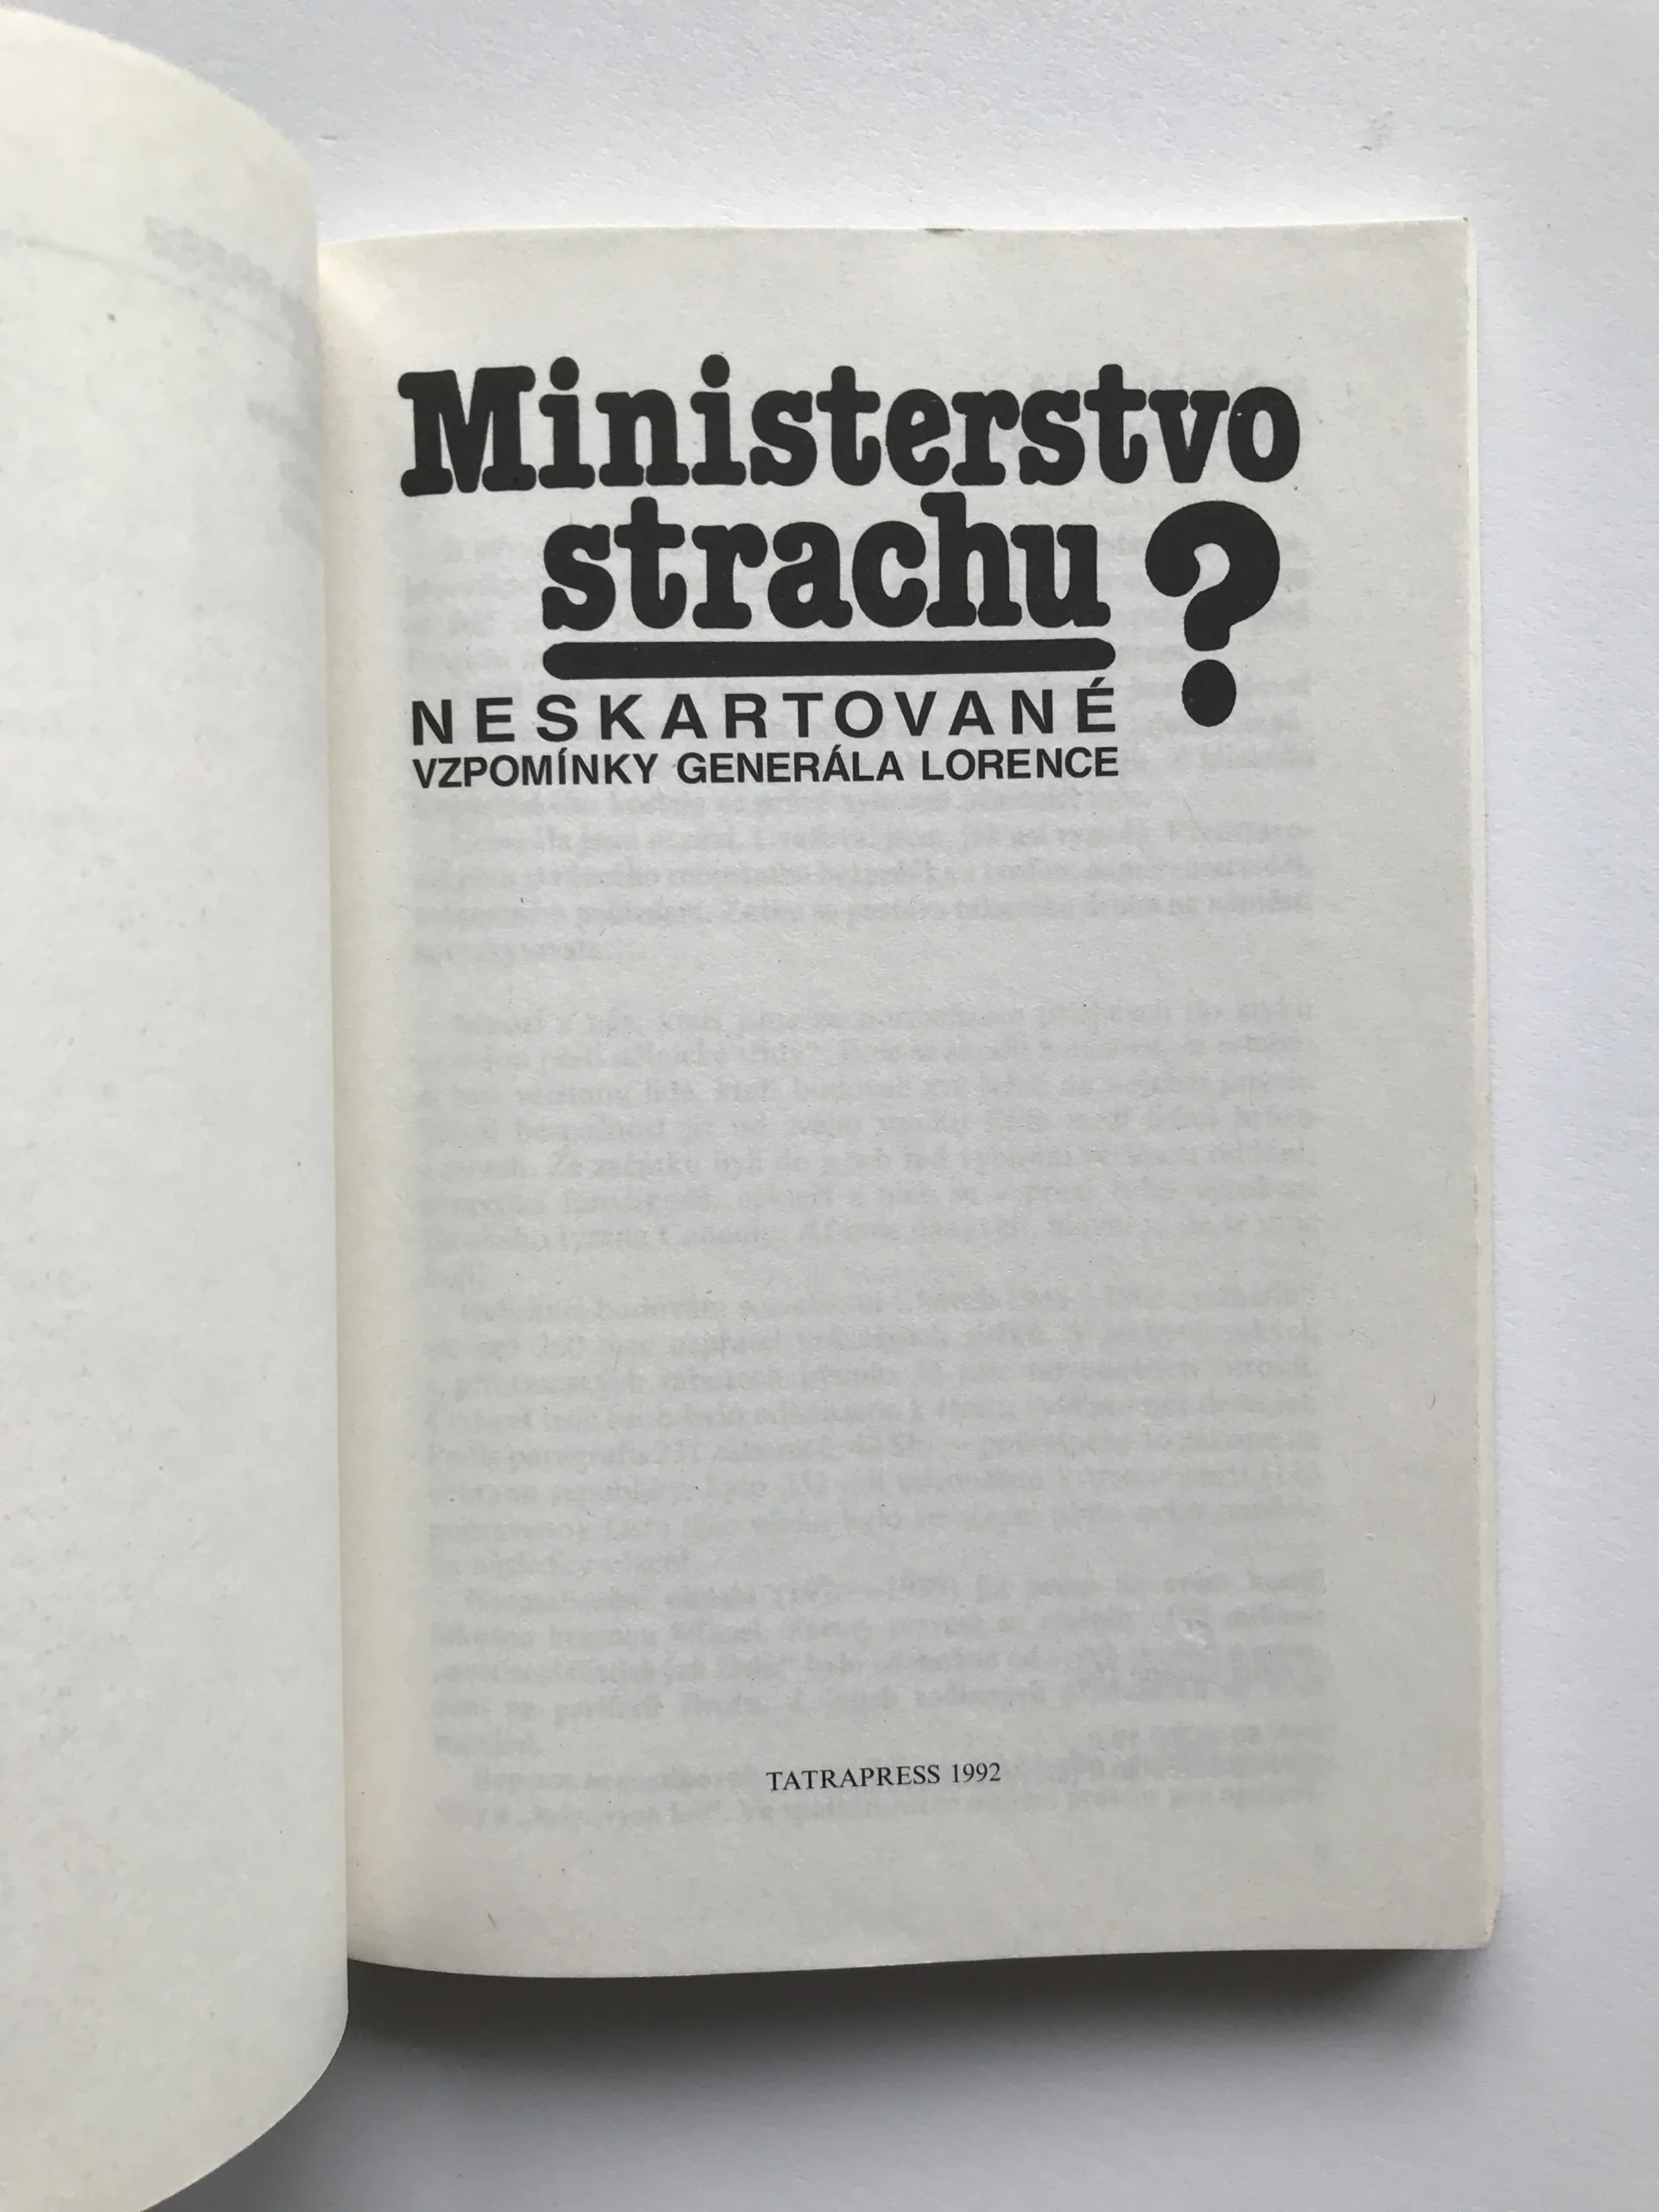 Ministerstvo
strachu?
NESKARTOVANÉ
VZPOMÍNKY GENERÁLA LORENCE
TATRAPRESS 1992